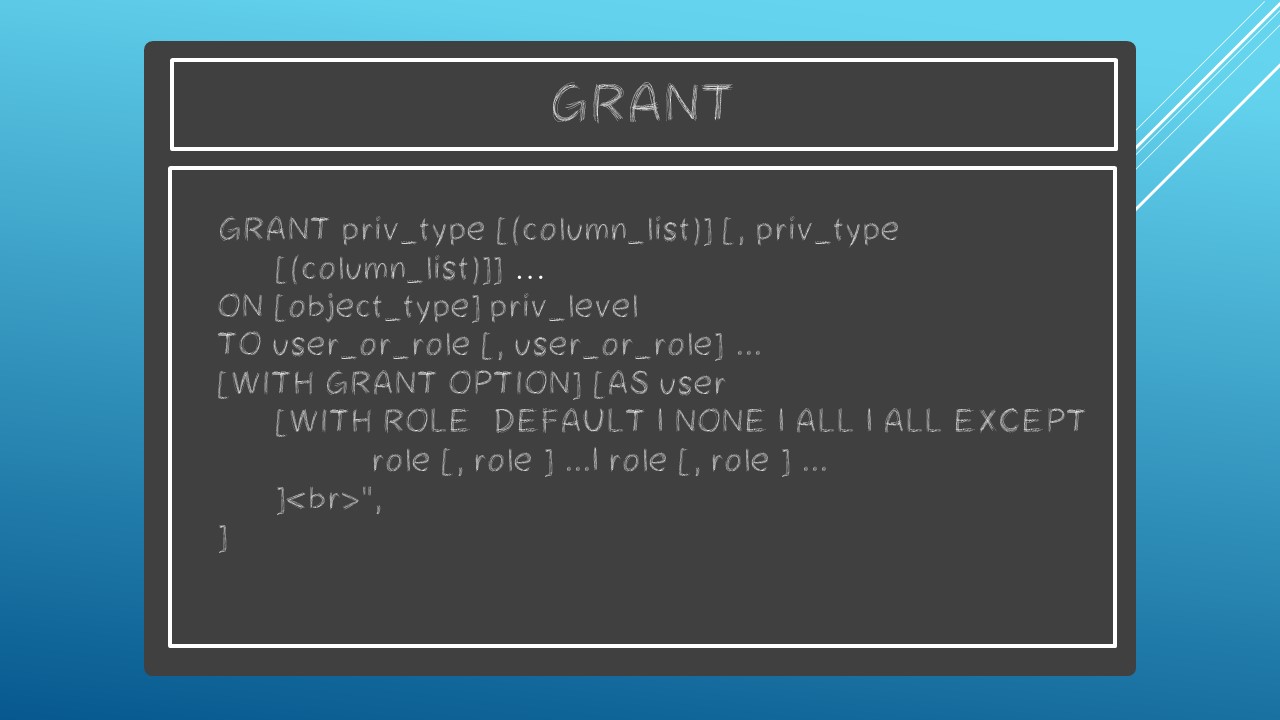 GRANT
GRANT priv_type [(column_list)] [, priv_type
[(column_list)]] ...
ON [object_type] priv_level
TO user_or_role [, user_or_role] ...
[WITH GRANT OPTION] [AS user
[WITH ROLE  DEFAULT | NONE | ALL | ALL EXCEPT
role [, role ] ...| role [, role ] ...
]<br>",
]